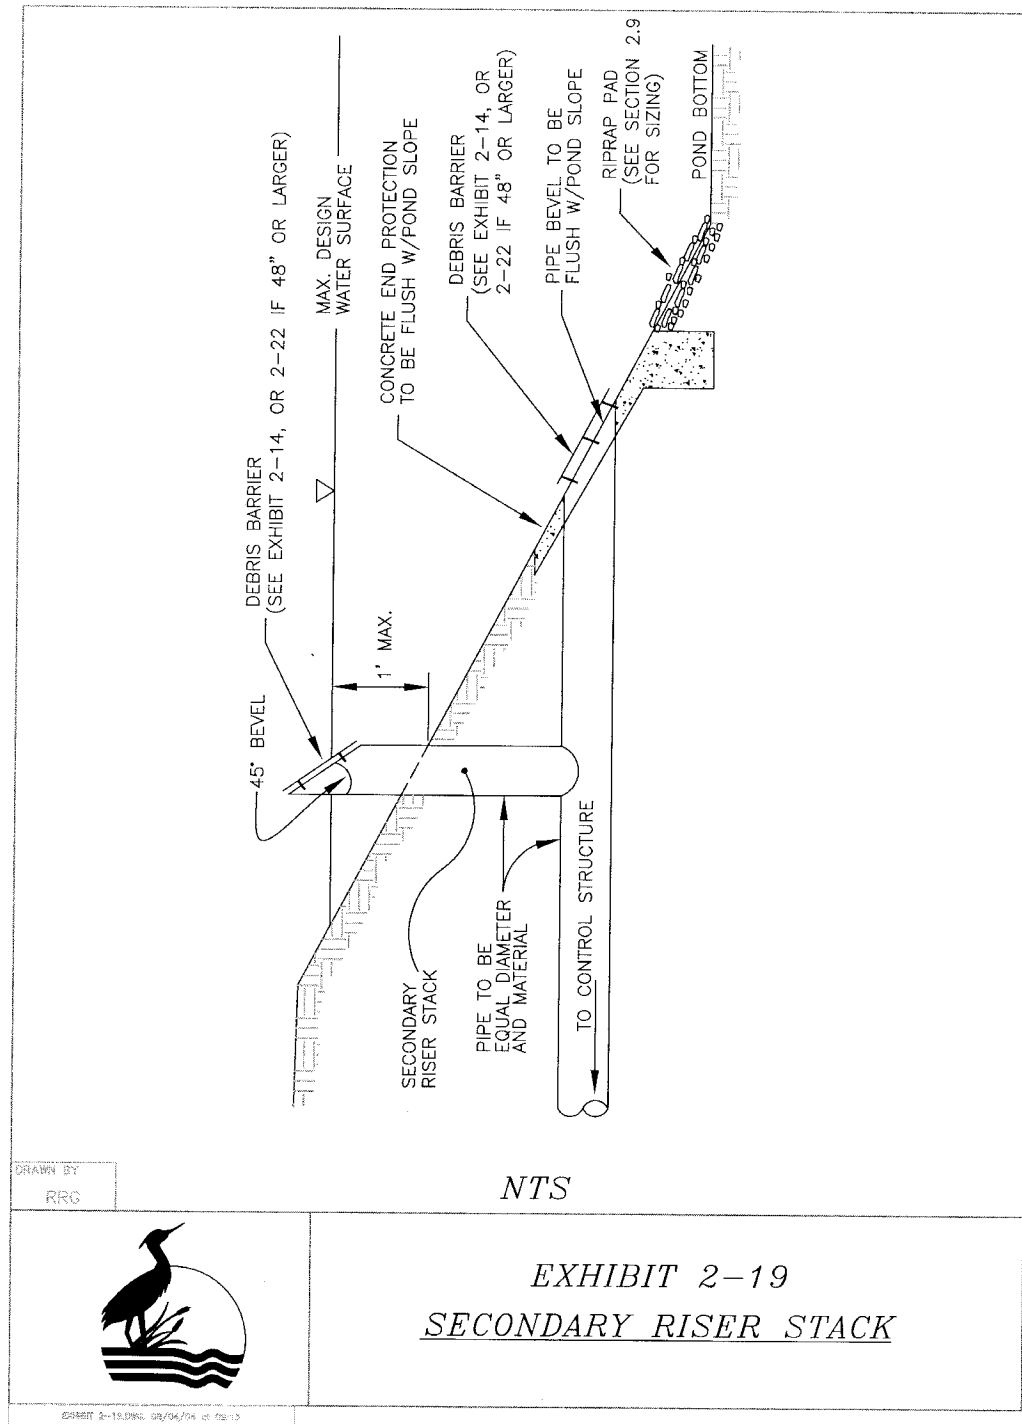 DEBRIS BARRIER
(SEE EXHIBIT 2-14, OR 2-22 IF 48" OR LARGER)
45° BEVEL
MAX. DESIGN
WATER SURFACE
1' MAX.
CONCRETE END PROTECTION
TO BE FLUSH W/POND SLOPE
DEBRIS BARRIER
(SEE EXHIBIT 2-14, OR
2-22 IF 48" OR LARGER)
PIPE BEVEL TO BE
FLUSH W/POND SLOPE
RIPRAP PAD
(SEE SECTION 2.9
FOR SIZING)
POND BOTTOM
SECONDARY
RISER STACK
PIPE TO BE
EQUAL DIAMETER
AND MATERIAL
TO CONTROL STRUCTURE
DRAWN BY
RRG
NTS
EXHIBIT 2-19
SECONDARY RISER STACK
EXHIBIT 2-19.DWG